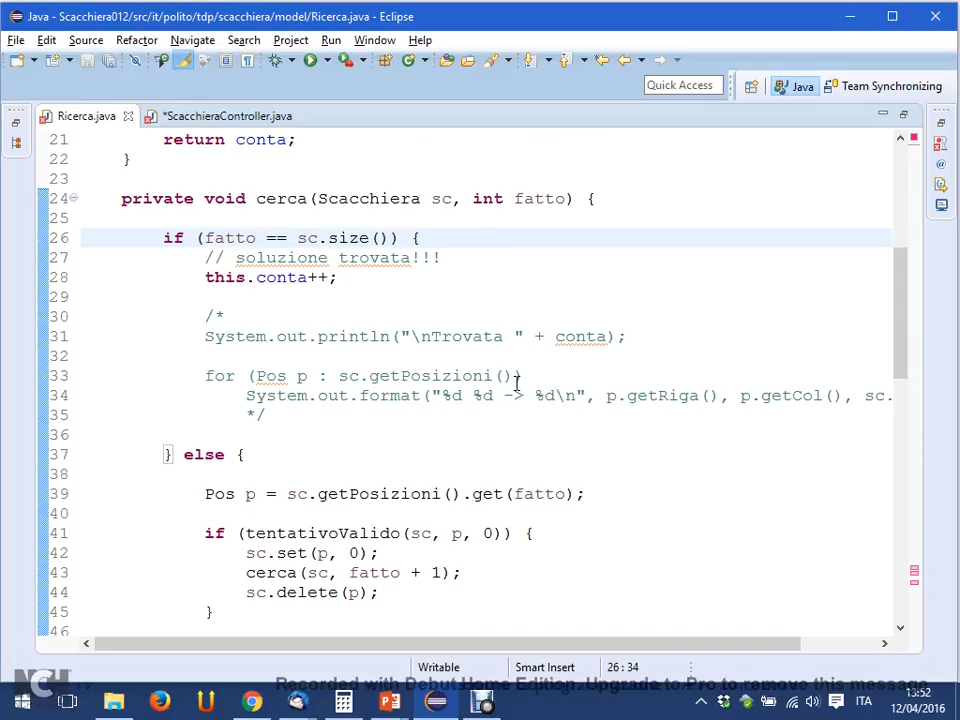 Java - Scacchiera012/src/it/polito/tdp/scacchiera/model/Ricerca.java - Eclipse
File Edit Source Refactor Navigate Search Project Run Window Help
Quick Access Java Team Synchronizing
Ricerca.java *ScacchieraController.java
21 return conta;
22 }
23
24 private void cerca(Scacchiera sc, int fatto) {
25
26 if (fatto == sc.size()) {
27 // soluzione trovata!!!
28 this.conta++;
29
30 /*
31 System.out.println("\nTrovata " + conta);
32
33 for (Pos p : sc.getPosizioni())
34 System.out.format("%d %d -> %d\n", p.getRiga(), p.getCol(), sc.
35 */
36
37 } else {
38
39 Pos p = sc.getPosizioni().get(fatto);
40
41 if (tentativoValido(sc, p, 0)) {
42 sc.set(p, 0);
43 cerca(sc, fatto + 1);
44 sc.delete(p);
45 }
46
Writable Smart Insert 26 : 34
NCH
Recorded with Debut Home Edition. Upgrade to Pro to remove this message
ITA
13:52
12/04/2016